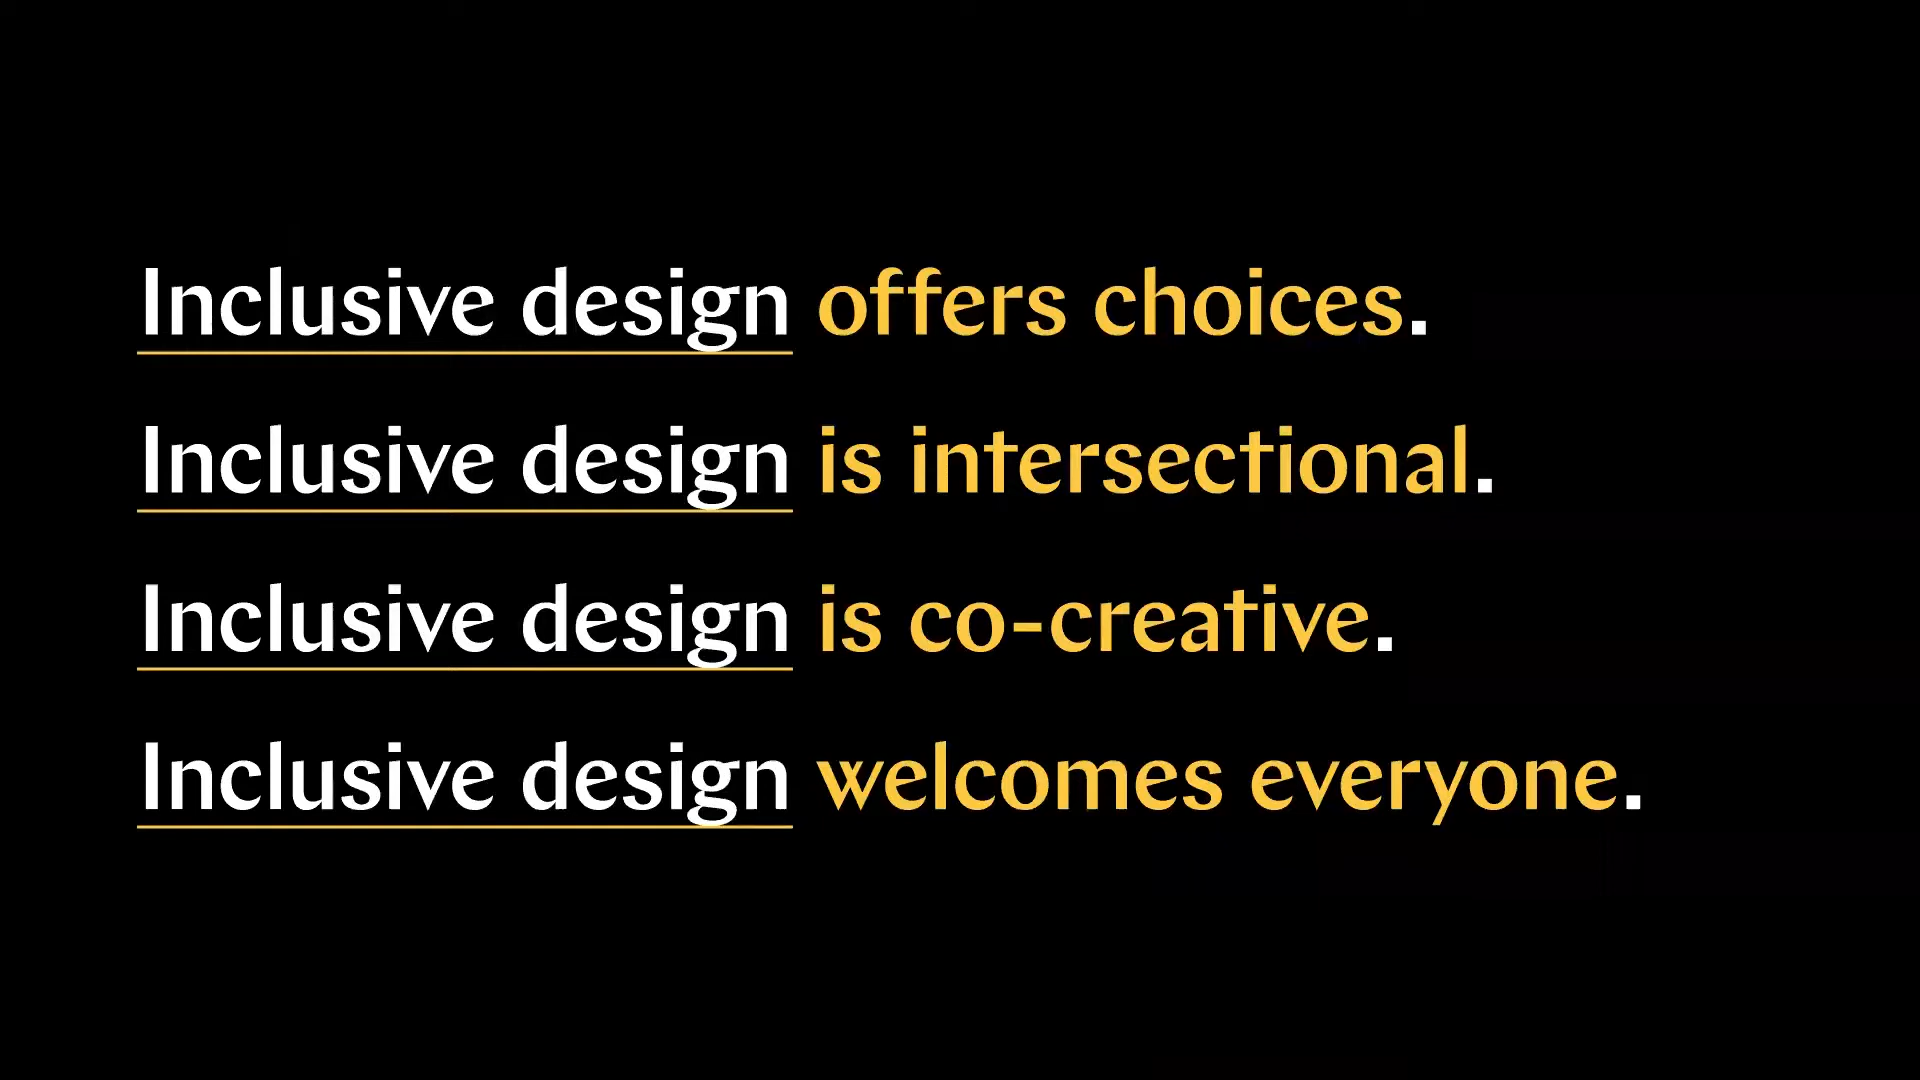 Inclusive design offers choices.
Inclusive design is intersectional.
Inclusive design is co-creative.
Inclusive design welcomes everyone.